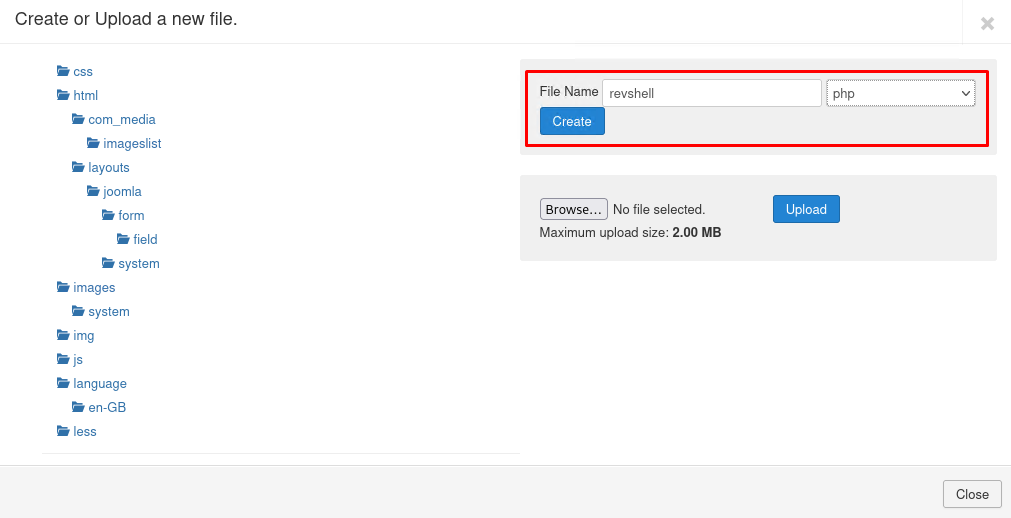 Create or Upload a new file.
×
css
html
com_media
imageslist
layouts
joomla
form
field
system
images
system
img
js
language
en-GB
less
File Name revshell php
Create
Browse... No file selected. Upload
Maximum upload size: 2.00 MB
Close